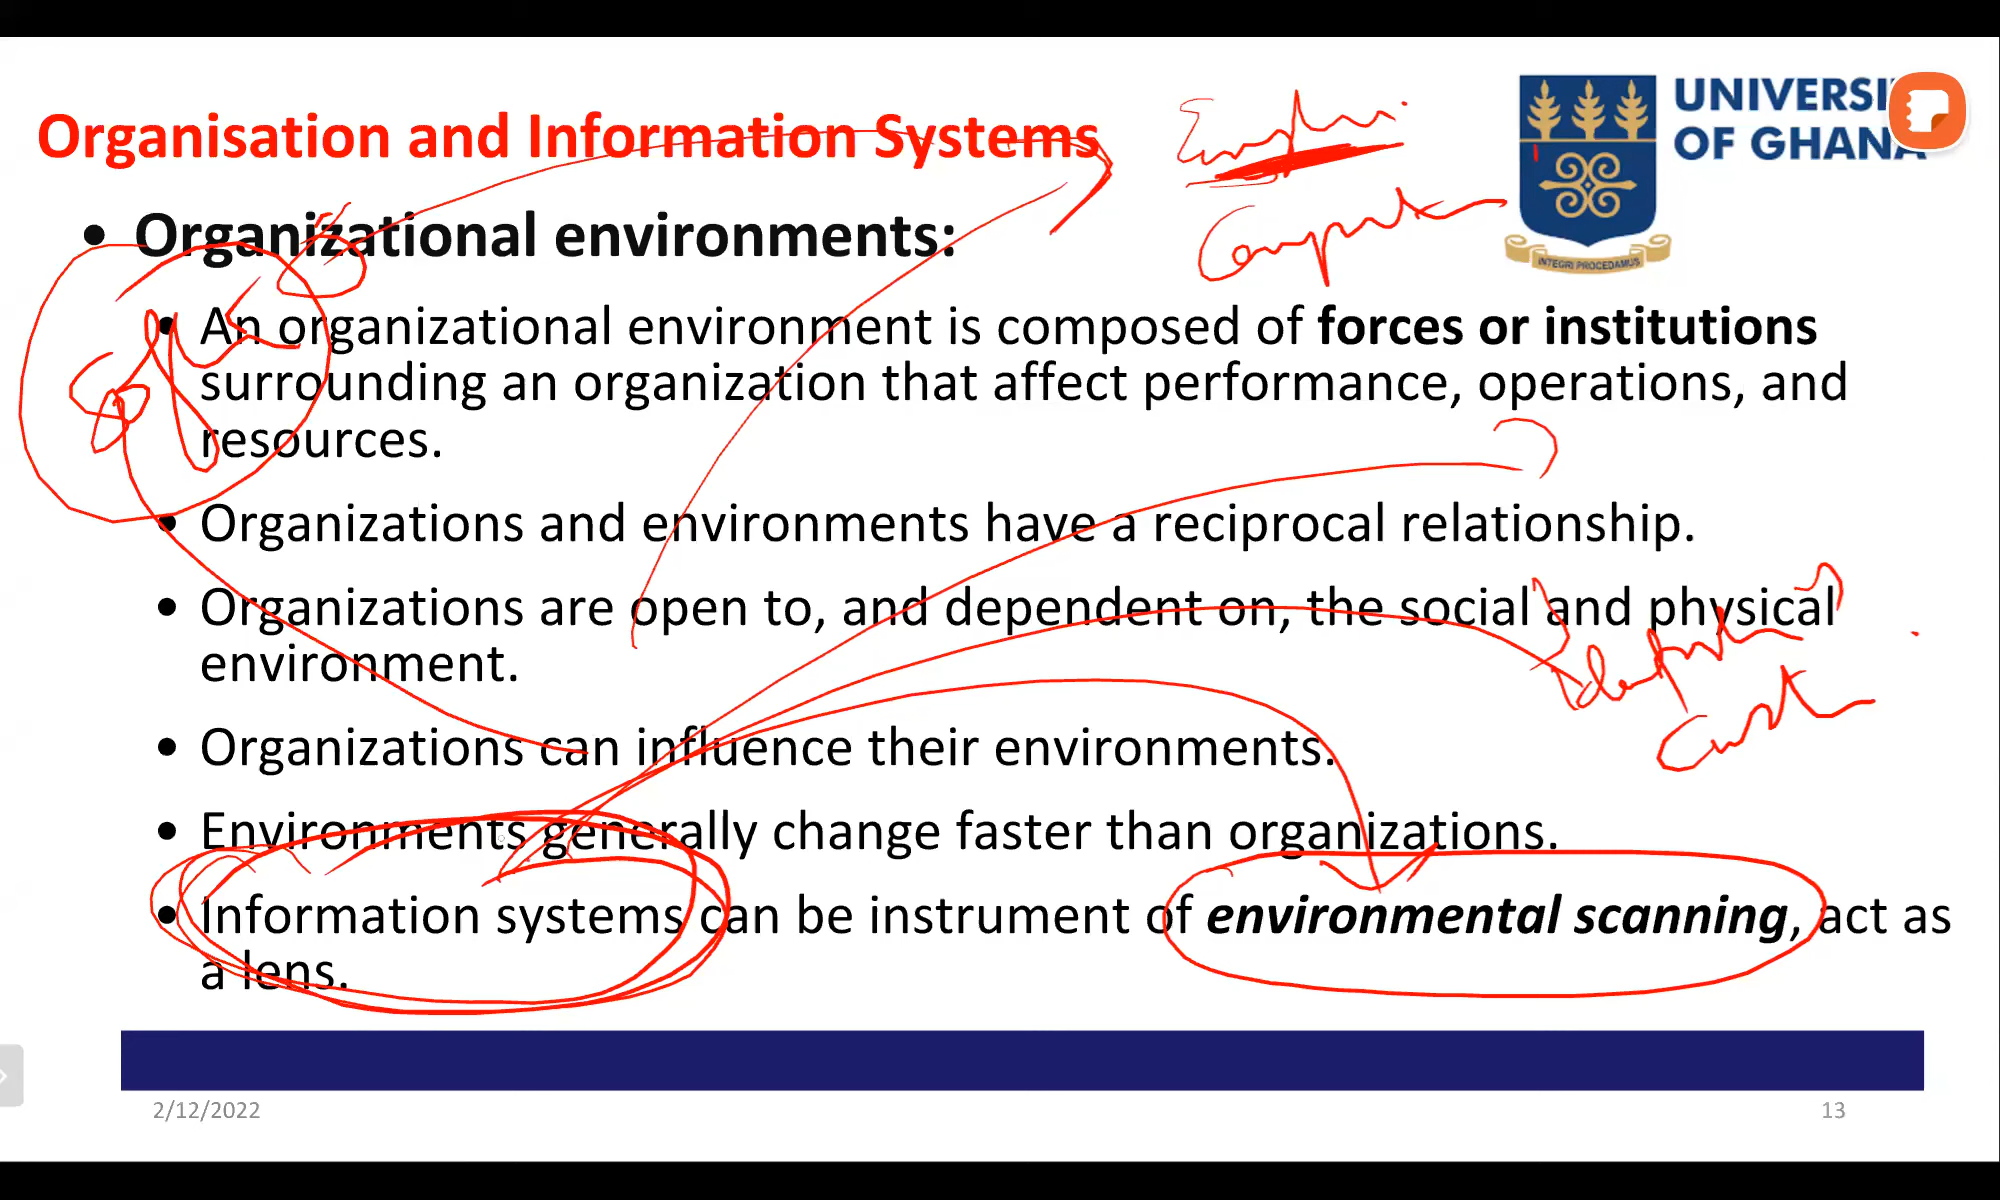 UNIVERSI
OF GHANA
INTEGRI PROCEDAMUS
Organisation and Information Systems
• Organizational environments:
• An organizational environment is composed of forces or institutions
surrounding an organization that affect performance, operations, and
resources.
• Organizations and environments have a reciprocal relationship.
• Organizations are open to, and dependent on, the social and physical
environment.
• Organizations can influence their environments.
• Environments generally change faster than organizations.
• Information systems can be instrument of environmental scanning, act as
a lens.
2/12/2022
13